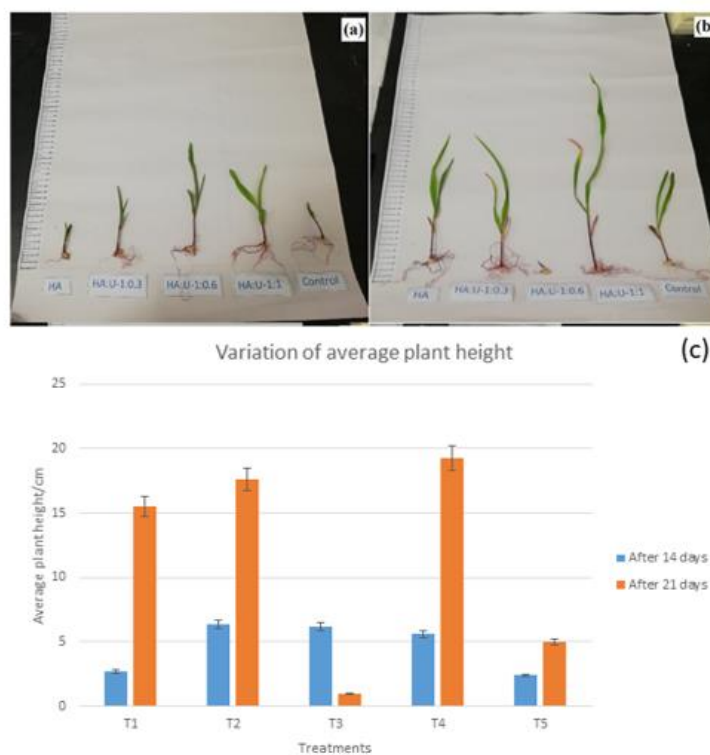 (a)
HA
HA:U-1:0.3
HA:U-1:0.6
HA:U-1:1
Control
(b)
HA
HA:U-1:0.3
HA:U-1:0.6
HA:U-1:1
Control
(c)
Variation of average plant height
Average plant height/cm
25
20
15
10
5
0
T1 T2 T3 T4 T5
Treatments
After 14 days
After 21 days